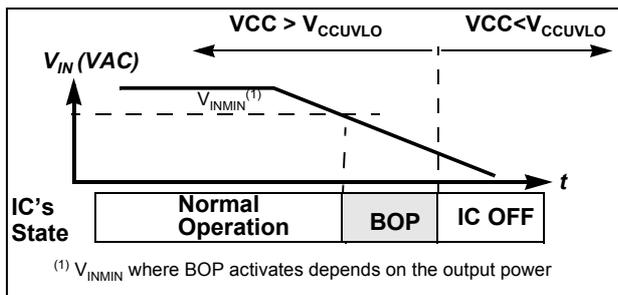 VCC > VCCUVLO
VCC<VCCUVLO
VIN (VAC)
VINMIN(1)
t
IC's State
Normal Operation
BOP
IC OFF
(1) VINMIN where BOP activates depends on the output power